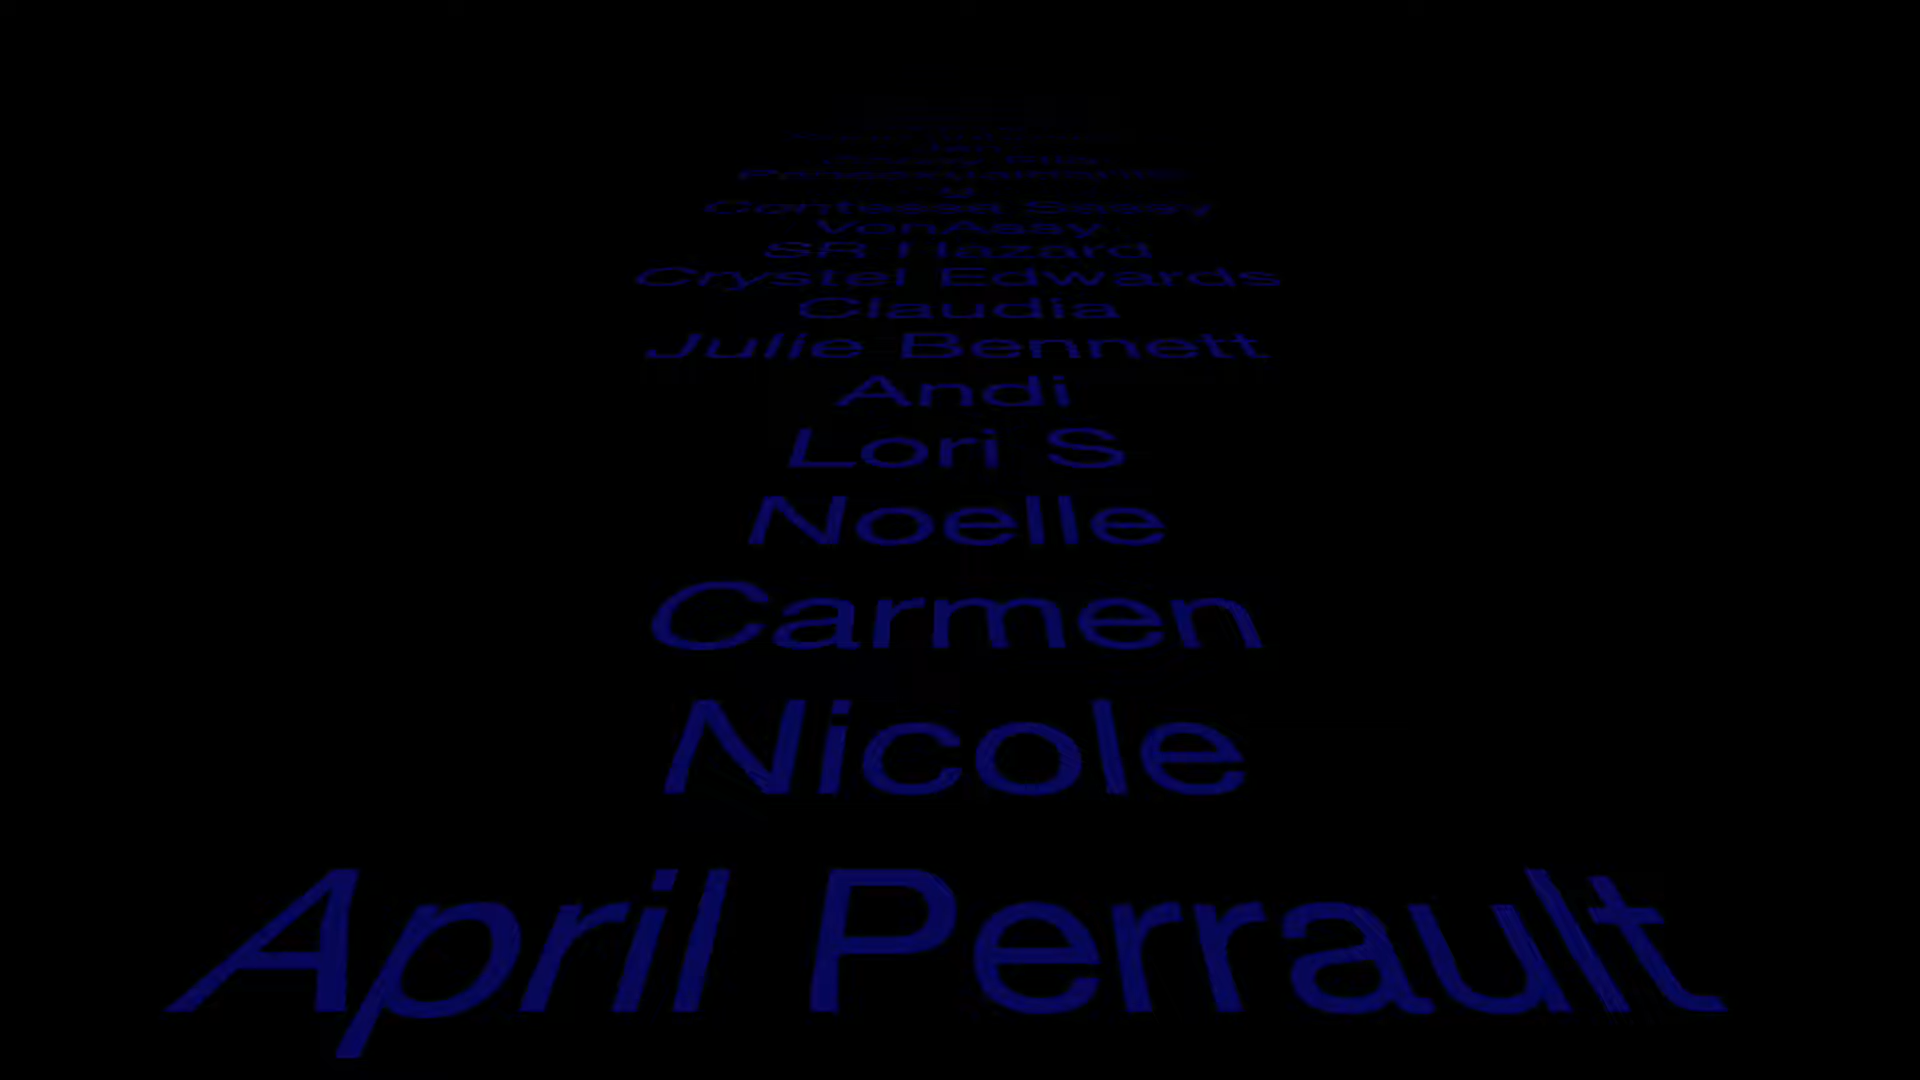 y
Contessa Sassy
VonAssy
SR Hazard
Crystel Edwards
Claudia
Julie Bennett
Andi
Lori S
Noelle
Carmen
Nicole
April Perrault